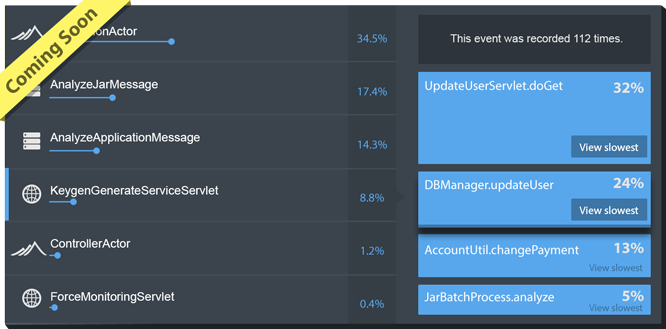 Coming Soon
34.5%
AnalyzeJarMessage
17.4%
AnalyzeApplicationMessage
14.3%
KeygenGenerateServiceServlet
8.8%
ControllerActor
1.2%
ForceMonitoringServlet
0.4%
This event was recorded 112 times.
UpdateUserServlet.doGet
32%
View slowest
DBManager.updateUser
24%
View slowest
AccountUtil.changePayment
13%
View slowest
JarBatchProcess.analyze
5%
View slowest